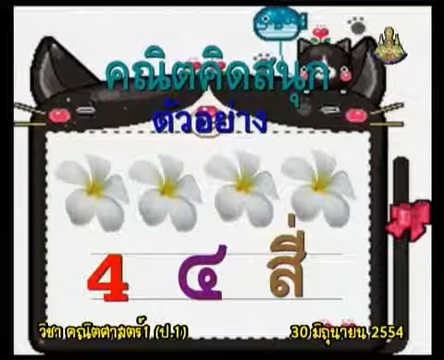 คณิตคิดสนุก
ตัวอย่าง
4 ๔ สี่
วิชา คณิตศาสตร์1 (ป.1) 30 มิถุนายน 2554